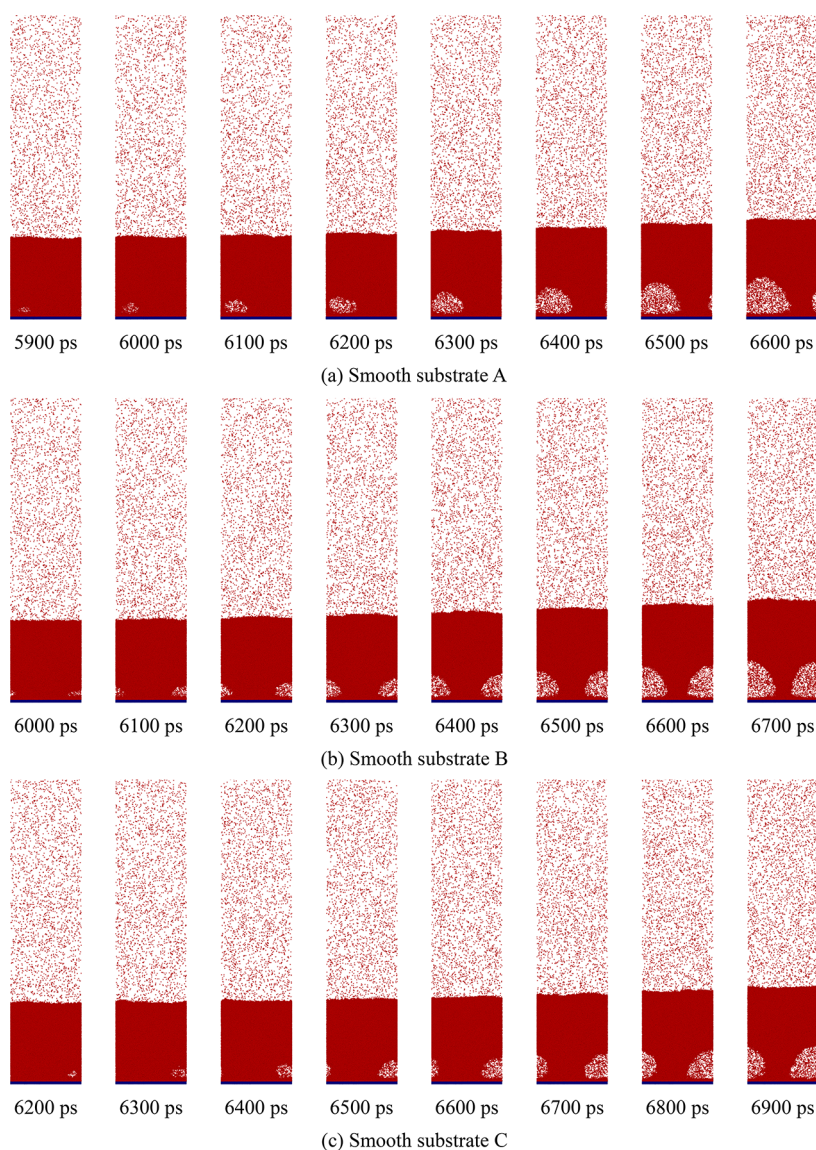 5900 ps 6000 ps 6100 ps 6200 ps 6300 ps 6400 ps 6500 ps 6600 ps
(a) Smooth substrate A
6000 ps 6100 ps 6200 ps 6300 ps 6400 ps 6500 ps 6600 ps 6700 ps
(b) Smooth substrate B
6200 ps 6300 ps 6400 ps 6500 ps 6600 ps 6700 ps 6800 ps 6900 ps
(c) Smooth substrate C